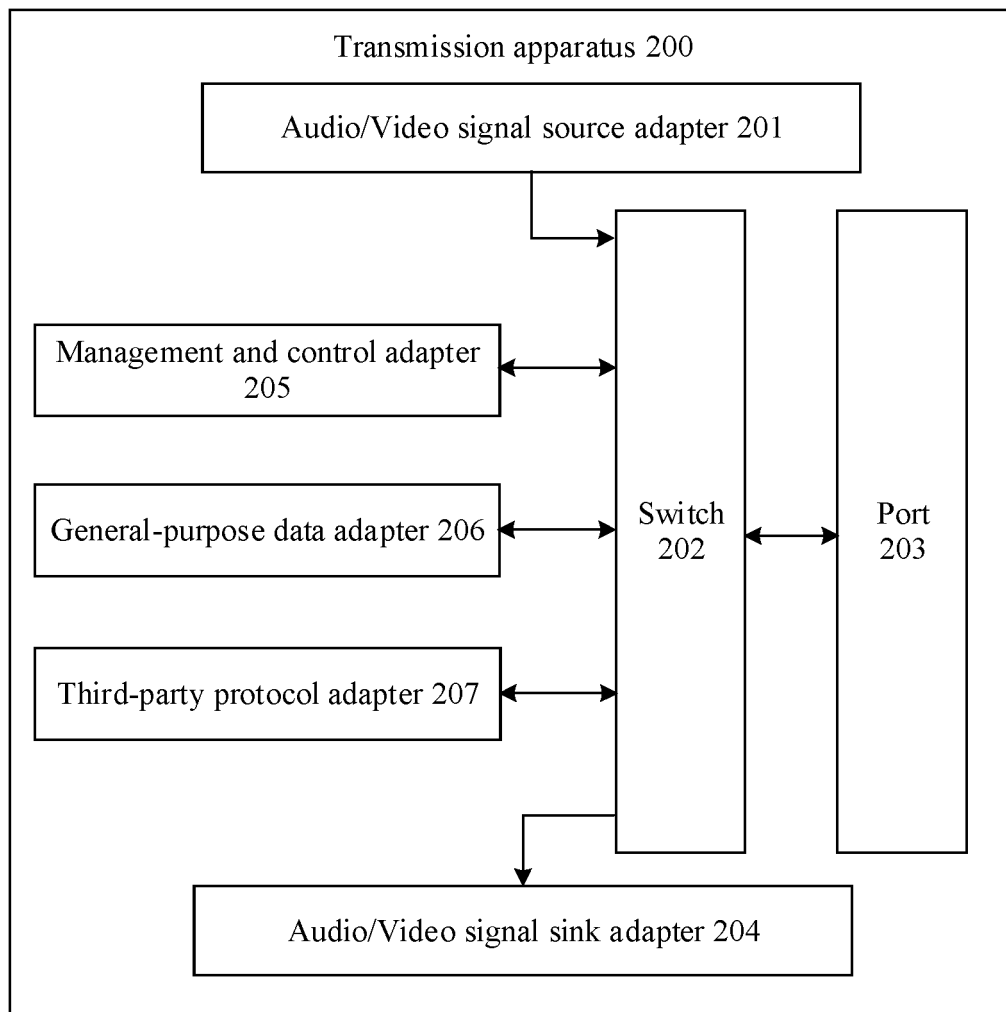 Transmission apparatus 200
Audio/Video signal source adapter 201
Management and control adapter
205
General-purpose data adapter 206
Third-party protocol adapter 207
Switch
202
Port
203
Audio/Video signal sink adapter 204